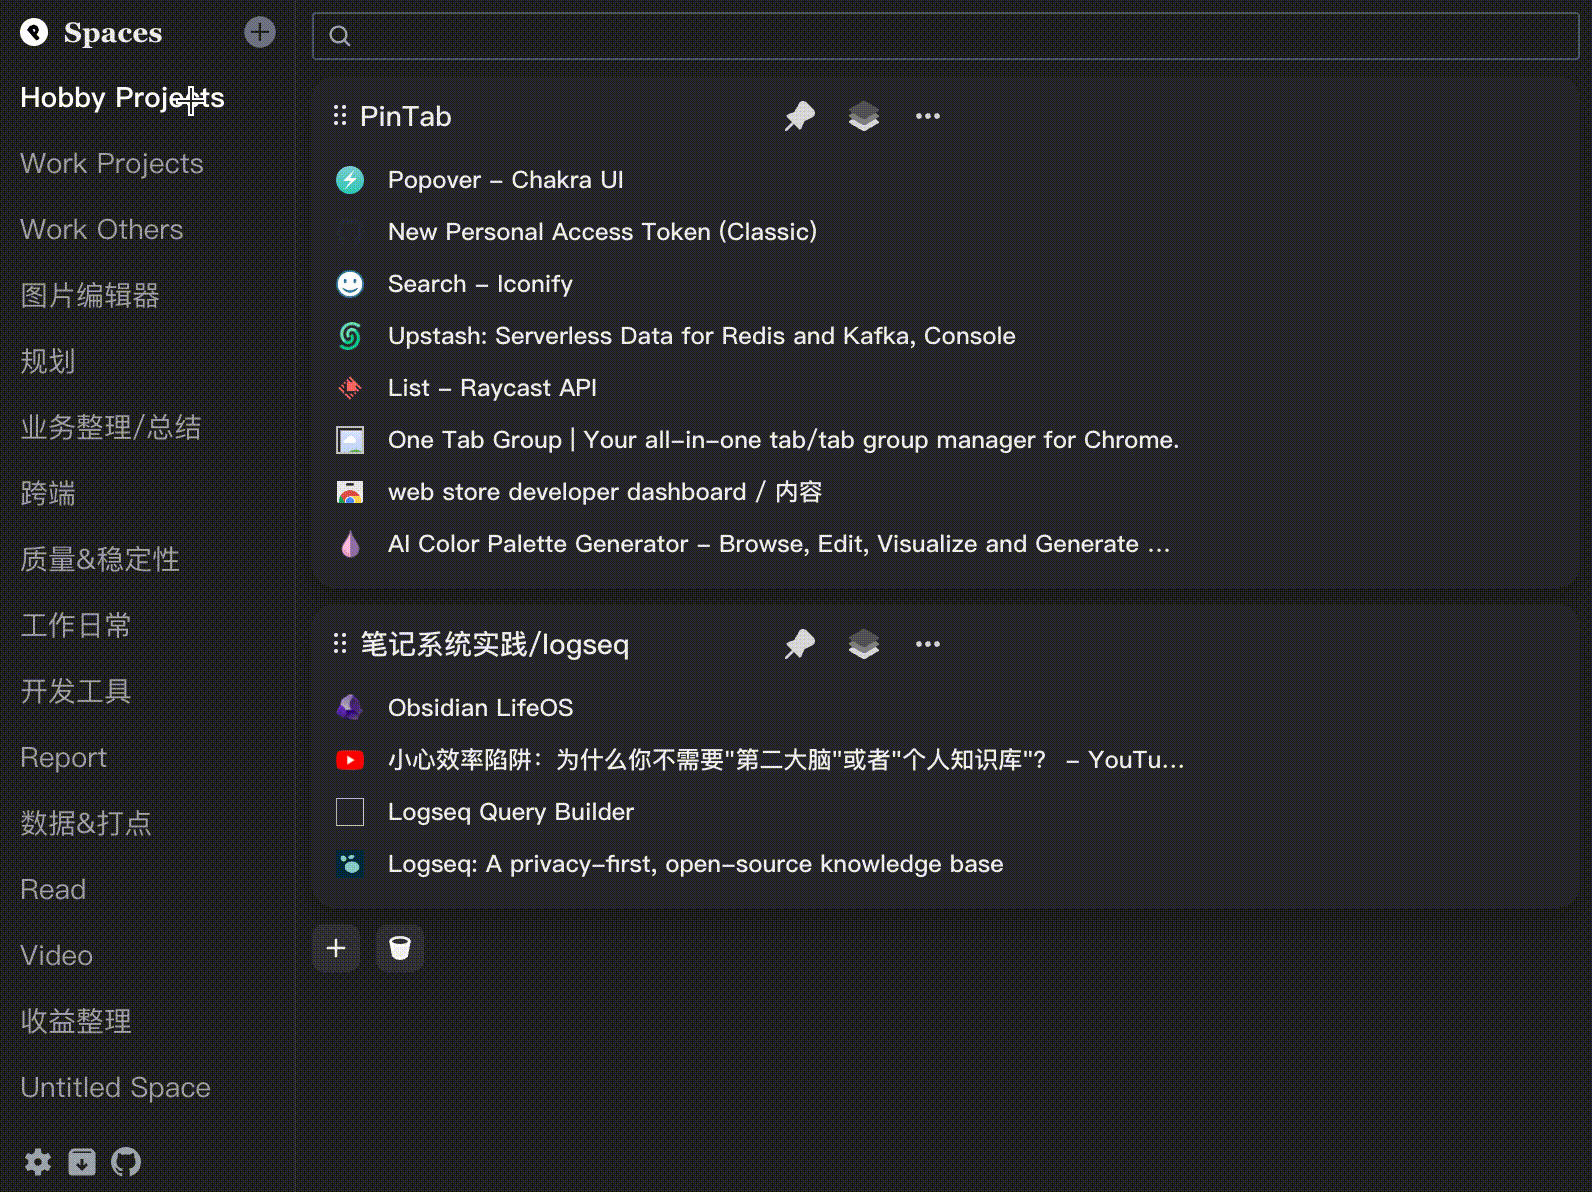 Spaces
Hobby Projects
Work Projects
Work Others
图片编辑器
规划
业务整理/总结
跨端
质量&稳定性
工作日常
开发工具
Report
数据&打点
Read
Video
收益整理
Untitled Space
PinTab
Popover – Chakra UI
New Personal Access Token (Classic)
Search – Iconify
Upstash: Serverless Data for Redis and Kafka, Console
List – Raycast API
One Tab Group | Your all–in–one tab/tab group manager for Chrome.
web store developer dashboard / 内容
AI Color Palette Generator – Browse, Edit, Visualize and Generate ...
笔记系统实践/logseq
Obsidian LifeOS
小心效率陷阱：为什么你不需要"第二大脑"或者"个人知识库"? – YouTu...
Logseq Query Builder
Logseq: A privacy–first, open–source knowledge base